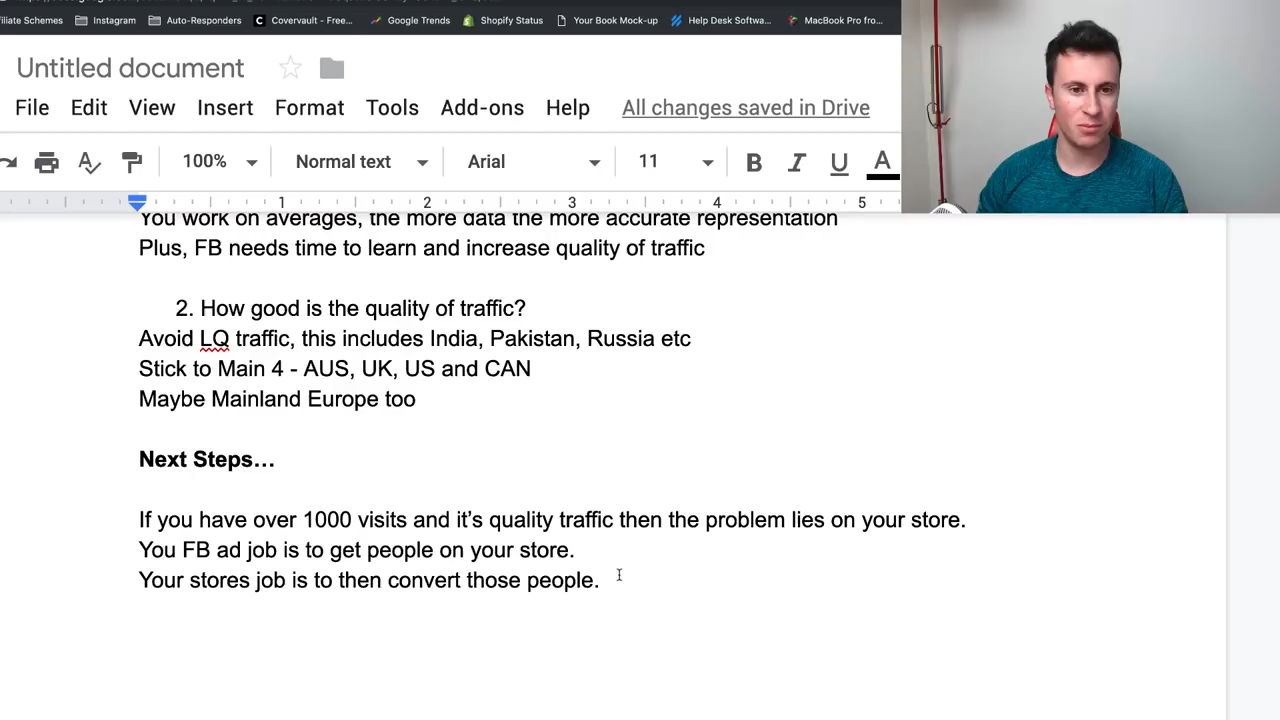 filiate Schemes Instagram Auto-Responders Covervault - Free... Google Trends Shopify Status Your Book Mock-up Help Desk Softwa... MacBook Pro fro...
Untitled document
File Edit View Insert Format Tools Add-ons Help All changes saved in Drive
100% Normal text Arial 11 B I U A
1 2 3 4 5
You work of averages, the more data the more accurate representation
Plus, FB needs time to learn and increase quality of traffic
2. How good is the quality of traffic?
Avoid LQ traffic, this includes India, Pakistan, Russia etc
Stick to Main 4 - AUS, UK, US and CAN
Maybe Mainland Europe too
Next Steps...
If you have over 1000 visits and it's quality traffic then the problem lies on your store.
You FB ad job is to get people on your store.
Your stores job is to then convert those people.